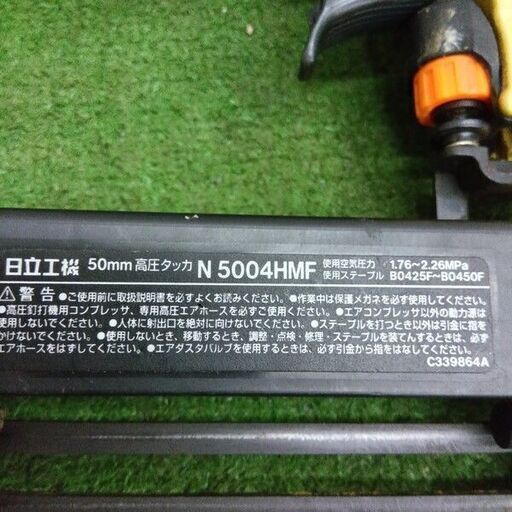 日立工機 50mm 高圧タッカ N 5004HMF 使用空気圧力 1.76~2.26MPa
使用ステープル B0425F~B0450F
⚠警告 ●ご使用前に取扱説明書を必ずよくお読みください。●作業中は保護メガネを必ず使用してください。
●高圧釘打機用コンプレッサ、専用高圧エアホースを必ずご使用ください。●エアコンプレッサ以外の動力源は
使用しないでください。●人体に射出口を絶対に向けないでください。●ステープルを打つとき以外は引金に指を
かけないでください。●使用しないとき、移動するとき、調整・点検・修理・ステープルを装てんするときは、必ず
エアホースをはずしてください。●エアダスタバルブを使用するときは、必ず引金から指をはなしてください。
C339864A